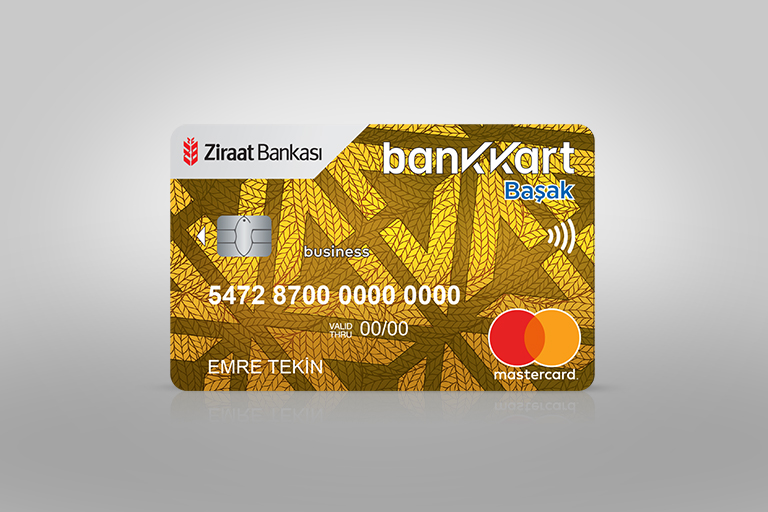 Ziraat Bankası
bankkart
Başak
business
5472 8700 0000 0000
VALID THRU 00/00
EMRE TEKİN
mastercard